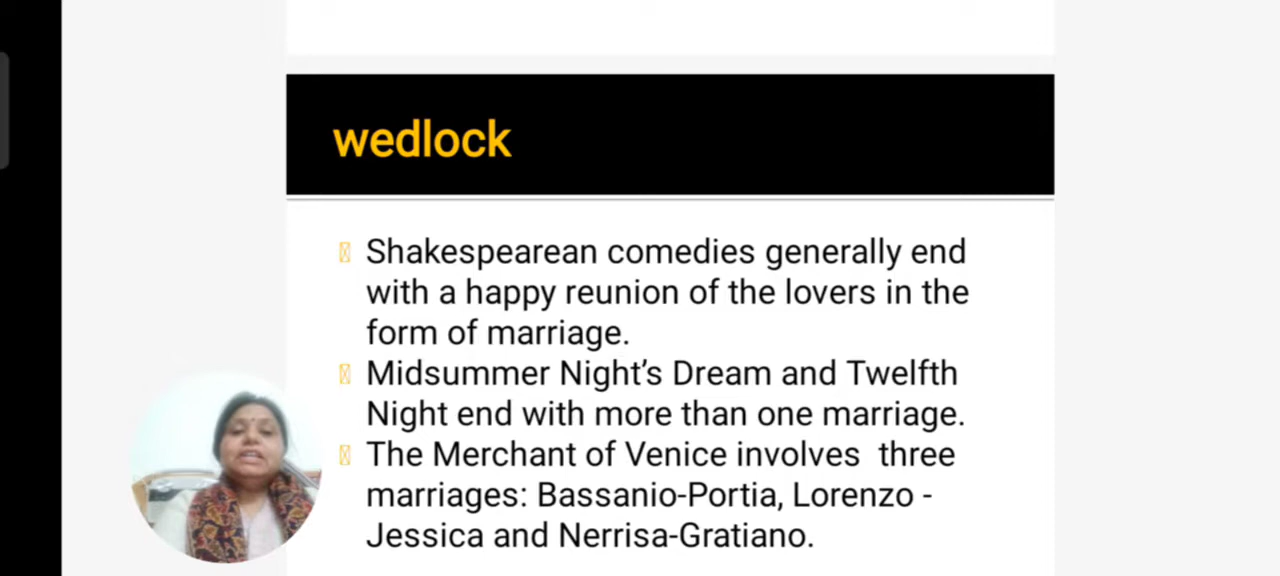 wedlock
Shakespearean comedies generally end
with a happy reunion of the lovers in the
form of marriage.
Midsummer Night’s Dream and Twelfth
Night end with more than one marriage.
The Merchant of Venice involves  three
marriages: Bassanio-Portia, Lorenzo -
Jessica and Nerrisa-Gratiano.